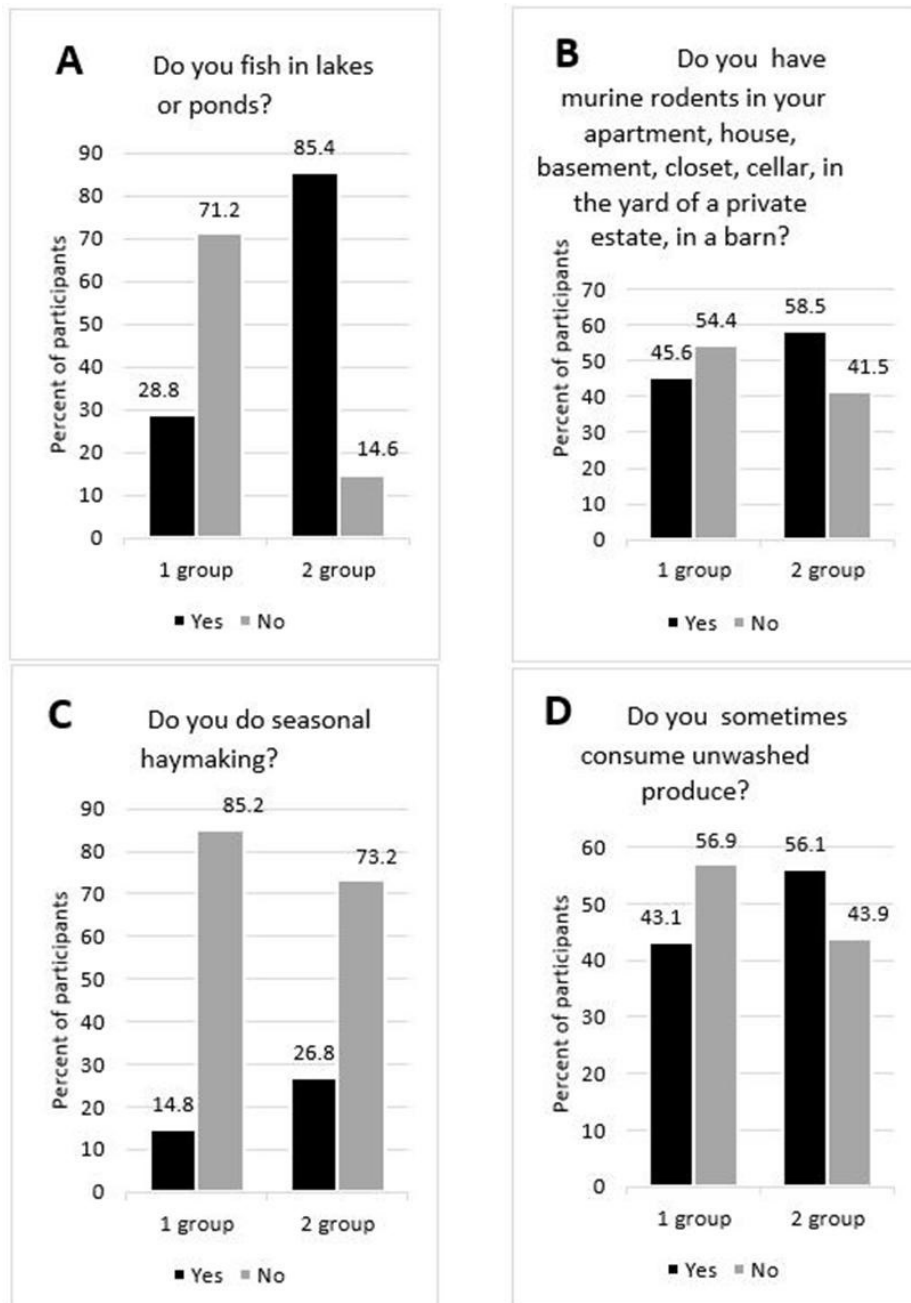 A
Do you fish in lakes
or ponds?
Percent of participants
90
80
70
60
50
40
30
20
10
0
28.8
71.2
85.4
14.6
1 group
2 group
Yes No
B
Do you have
murine rodents in your
apartment, house,
basement, closet, cellar, in
the yard of a private
estate, in a barn?
Percent of participants
70
60
50
40
30
20
10
0
45.6
54.4
58.5
41.5
1 group
2 group
Yes No
C
Do you do seasonal
haymaking?
Percent of participants
90
80
70
60
50
40
30
20
10
0
14.8
85.2
26.8
73.2
1 group
2 group
Yes No
D
Do you sometimes
consume unwashed
produce?
Percent of participants
60
50
40
30
20
10
0
43.1
56.9
56.1
43.9
1 group
2 group
Yes No